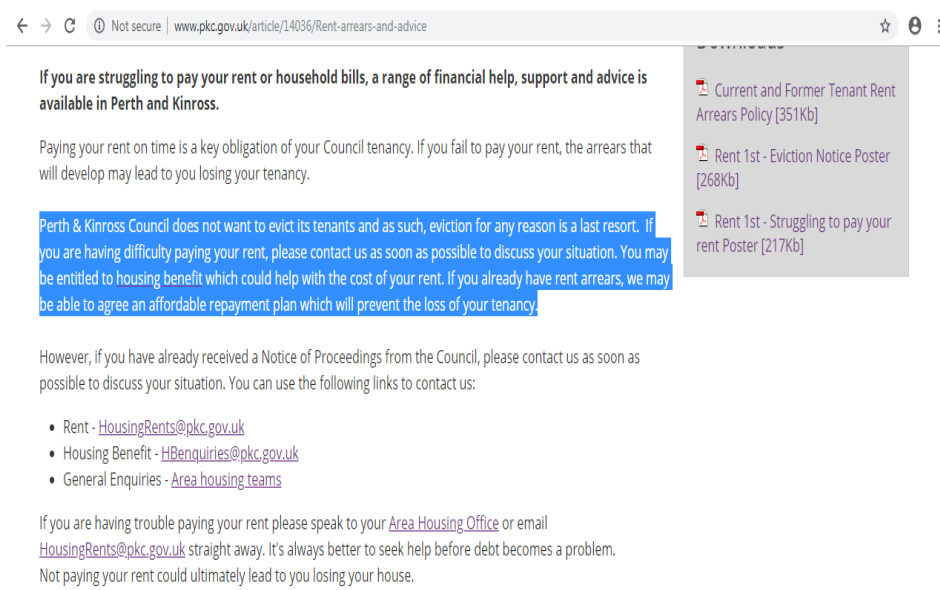 Not secure | www.pkc.gov.uk/article/14036/Rent-arrears-and-advice
If you are struggling to pay your rent or household bills, a range of financial help, support and advice is
available in Perth and Kinross.
Paying your rent on time is a key obligation of your Council tenancy. If you fail to pay your rent, the arrears that
will develop may lead to you losing your tenancy.
Perth & Kinross Council does not want to evict its tenants and as such, eviction for any reason is a last resort. If
you are having difficulty paying your rent, please contact us as soon as possible to discuss your situation. You may
be entitled to housing benefit which could help with the cost of your rent. If you already have rent arrears, we may
be able to agree an affordable repayment plan which will prevent the loss of your tenancy.
However, if you have already received a Notice of Proceedings from the Council, please contact us as soon as
possible to discuss your situation. You can use the following links to contact us:
• Rent - HousingRents@pkc.gov.uk
• Housing Benefit - HBenquiries@pkc.gov.uk
• General Enquiries - Area housing teams
If you are having trouble paying your rent please speak to your Area Housing Office or email
HousingRents@pkc.gov.uk straight away. It's always better to seek help before debt becomes a problem.
Not paying your rent could ultimately lead to you losing your house.
Downloads
Current and Former Tenant Rent
Arrears Policy [351Kb]
Rent 1st - Eviction Notice Poster
[268Kb]
Rent 1st - Struggling to pay your
rent Poster [217Kb]